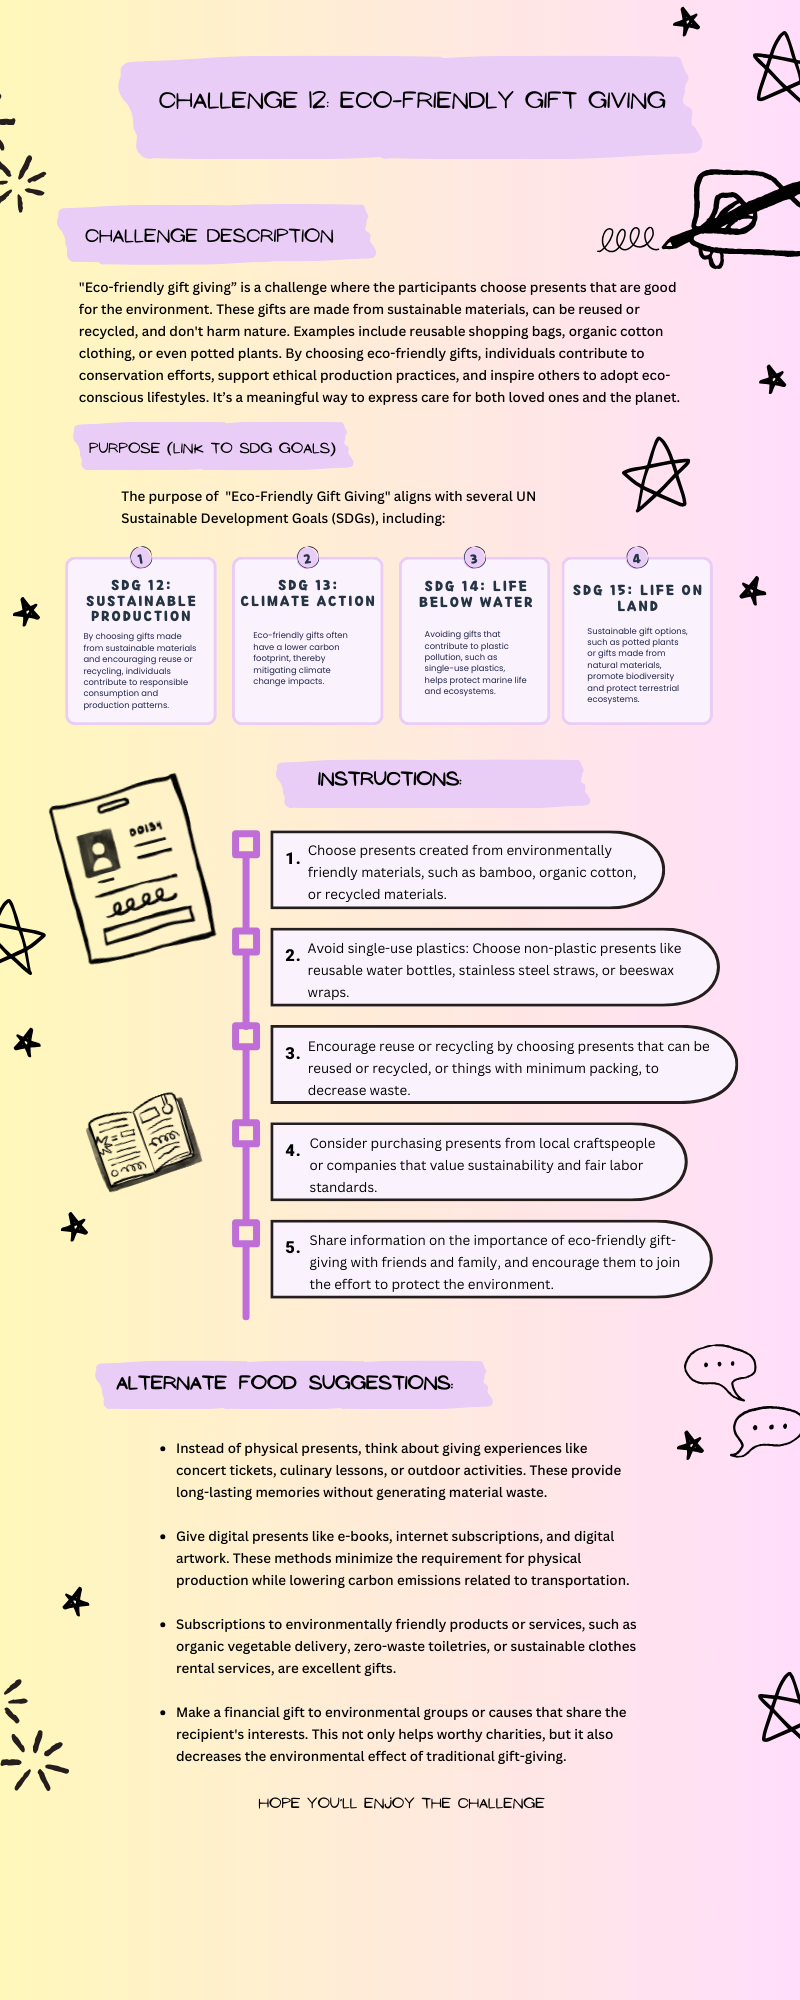 CHALLENGE 12: ECO-FRIENDLY GIFT GIVING
CHALLENGE DESCRIPTION
"Eco-friendly gift giving” is a challenge where the participants choose presents that are good
for the environment. These gifts are made from sustainable materials, can be reused or
recycled, and don't harm nature. Examples include reusable shopping bags, organic cotton
clothing, or even potted plants. By choosing eco-friendly gifts, individuals contribute to
conservation efforts, support ethical production practices, and inspire others to adopt eco-
conscious lifestyles. It’s a meaningful way to express care for both loved ones and the planet.
PURPOSE (LINK TO SDG GOALS)
The purpose of "Eco-Friendly Gift Giving" aligns with several UN
Sustainable Development Goals (SDGs), including:
1
SDG 12:
SUSTAINABLE
PRODUCTION
By choosing gifts made
from sustainable materials
and encouraging reuse or
recycling, individuals
contribute to responsible
consumption and
production patterns.
2
SDG 13:
CLIMATE ACTION
Eco-friendly gifts often
have a lower carbon
footprint, thereby
mitigating climate
change impacts.
3
SDG 14: LIFE
BELOW WATER
Avoiding gifts that
contribute to plastic
pollution, such as
single-use plastics,
helps protect marine life
and ecosystems.
4
SDG 15: LIFE ON
LAND
Sustainable gift options,
such as potted plants
or gifts made from
natural materials,
promote biodiversity
and protect terrestrial
ecosystems.
INSTRUCTIONS:
00134
1. Choose presents created from environmentally
friendly materials, such as bamboo, organic cotton,
or recycled materials.
2. Avoid single-use plastics: Choose non-plastic presents like
reusable water bottles, stainless steel straws, or beeswax
wraps.
3. Encourage reuse or recycling by choosing presents that can be
reused or recycled, or things with minimum packing, to
decrease waste.
4. Consider purchasing presents from local craftspeople
or companies that value sustainability and fair labor
standards.
5. Share information on the importance of eco-friendly gift-
giving with friends and family, and encourage them to join
the effort to protect the environment.
ALTERNATE FOOD SUGGESTIONS:
• Instead of physical presents, think about giving experiences like
concert tickets, culinary lessons, or outdoor activities. These provide
long-lasting memories without generating material waste.
• Give digital presents like e-books, internet subscriptions, and digital
artwork. These methods minimize the requirement for physical
production while lowering carbon emissions related to transportation.
• Subscriptions to environmentally friendly products or services, such as
organic vegetable delivery, zero-waste toiletries, or sustainable clothes
rental services, are excellent gifts.
• Make a financial gift to environmental groups or causes that share the
recipient's interests. This not only helps worthy charities, but it also
decreases the environmental effect of traditional gift-giving.
HOPE YOU'LL ENJOY THE CHALLENGE